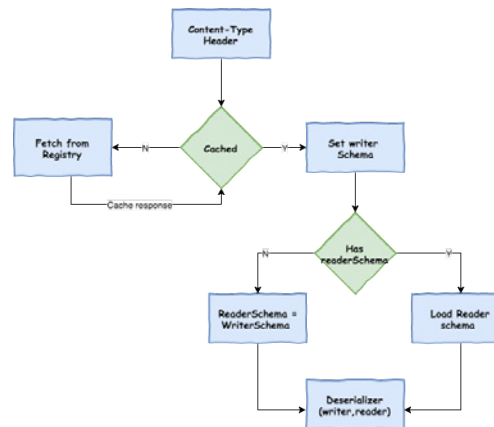 Content-Type
Header
Fetch from
Registry
N
Cached
Y
Set writer
Schema
Cache response
Has
readerSchema
N
Y
ReaderSchema =
WriterSchema
Load Reader
schema
Deserializer
(writer,reader)